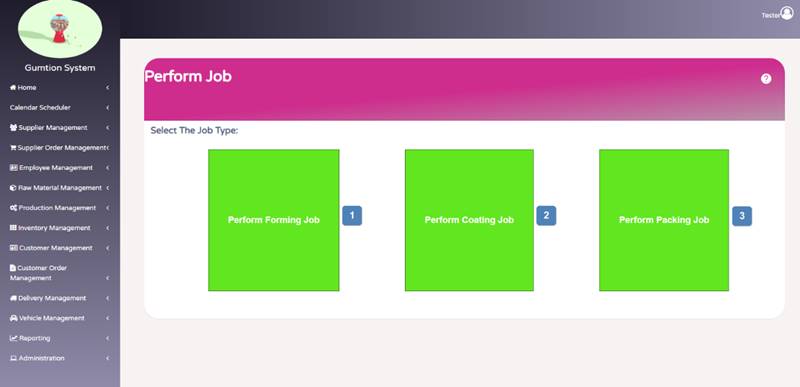 Tester
Gumtion System
Home
Calendar Scheduler
Supplier Management
Supplier Order Management
Employee Management
Raw Material Management
Production Management
Inventory Management
Customer Management
Customer Order
Management
Delivery Management
Vehicle Management
Reporting
Administration
Perform Job
?
Select The Job Type:
Perform Forming Job
1
Perform Coating Job
2
Perform Packing Job
3